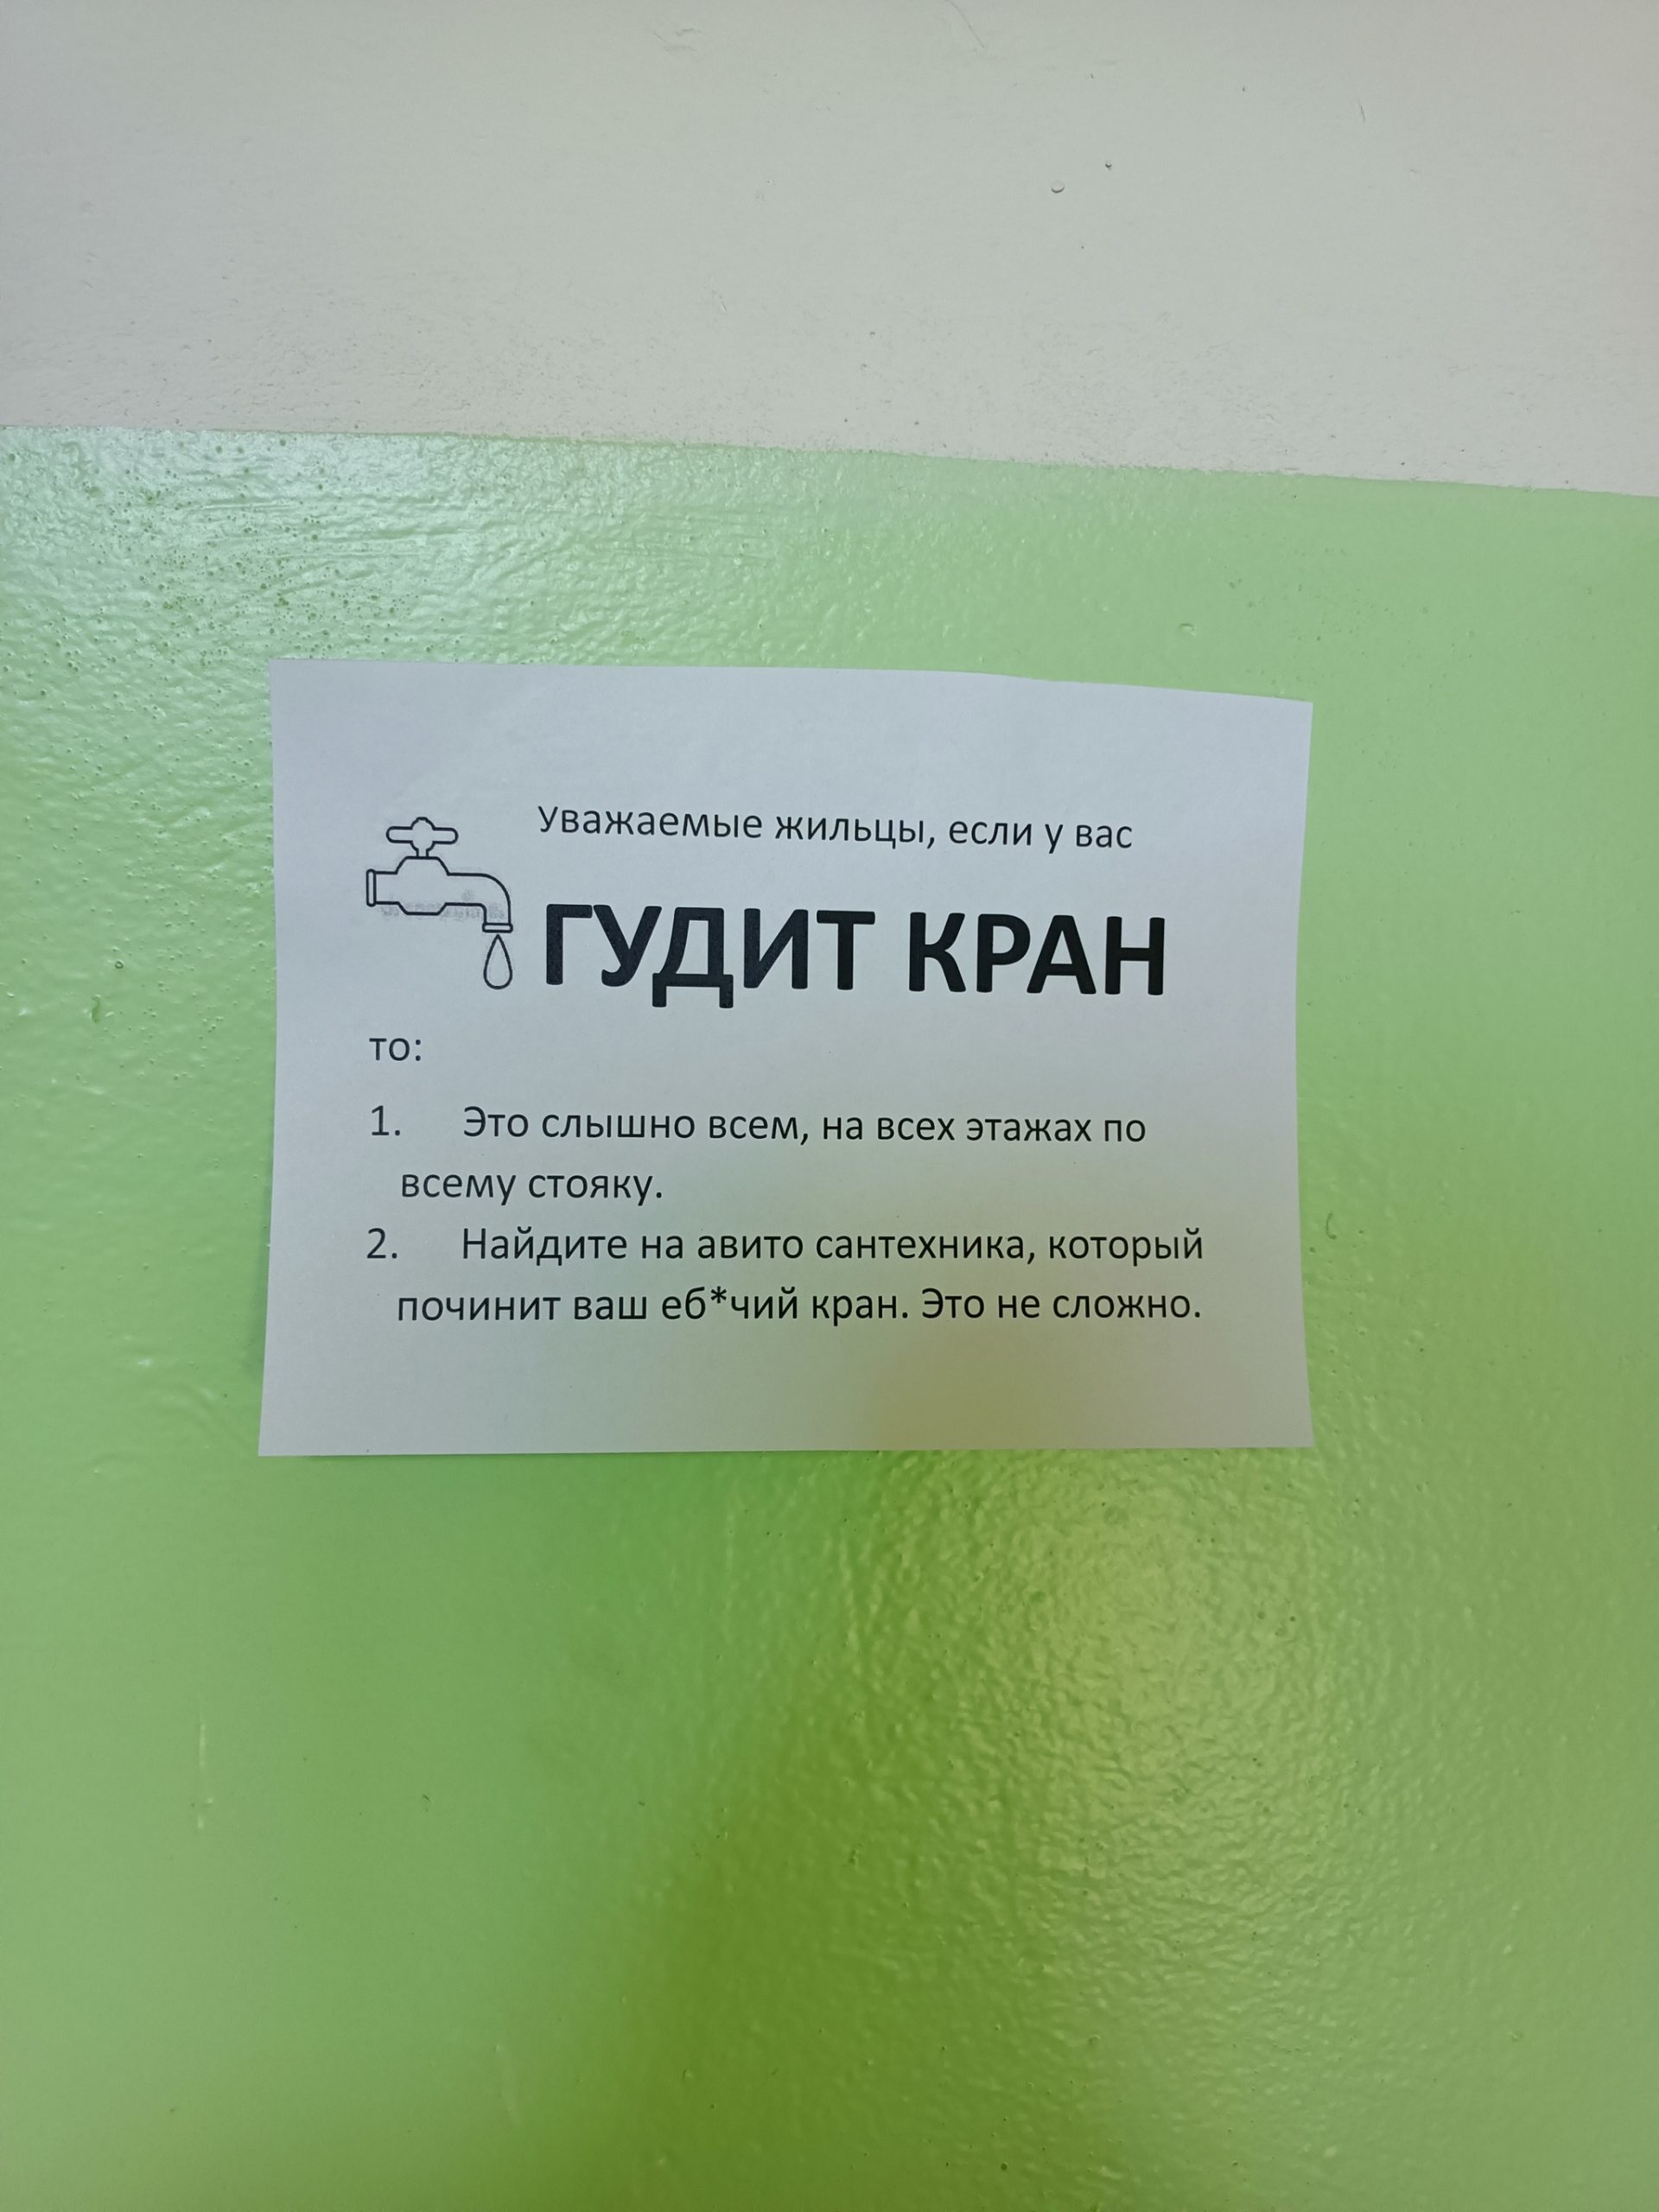 Уважаемые жильцы, если у вас
ГУДИТ КРАН
то:
1. Это слышно всем, на всех этажах по
всему стояку.
2. Найдите на авито сантехника, который
починит ваш еб*чий кран. Это не сложно.